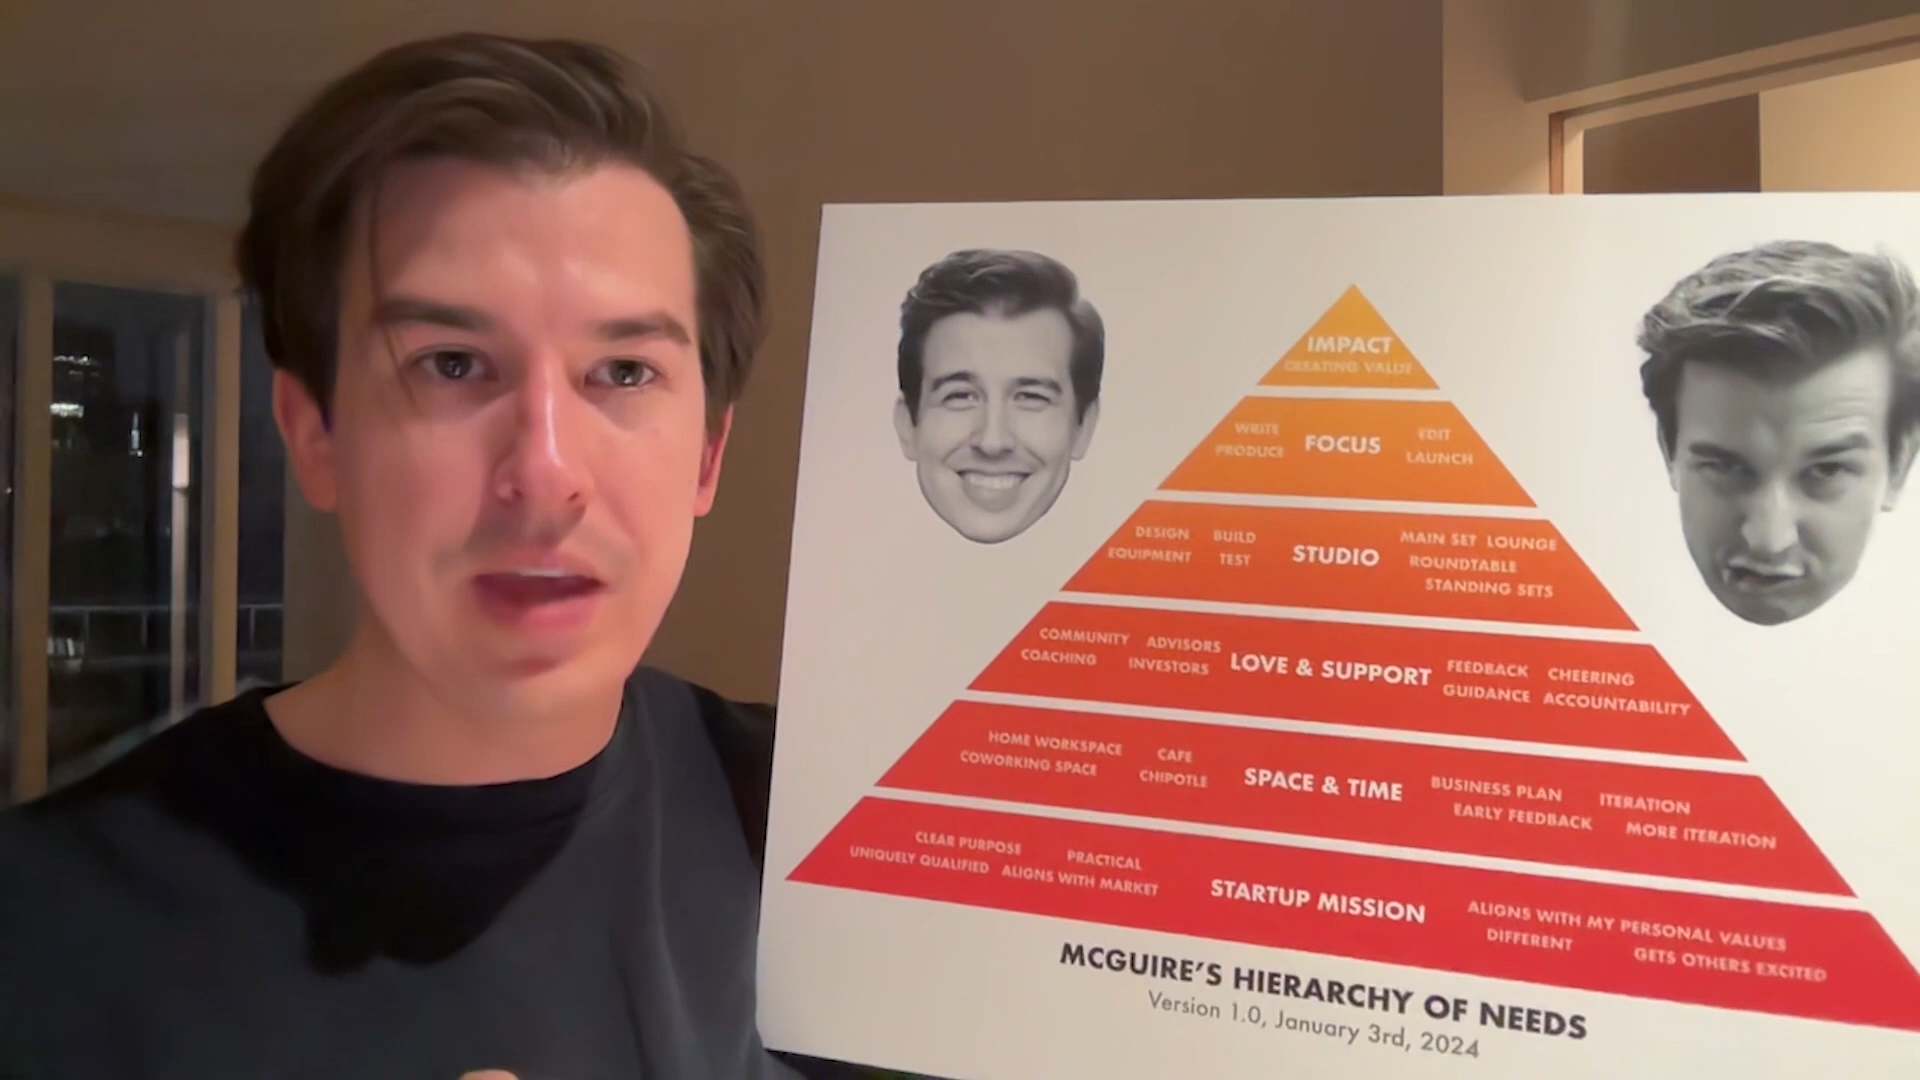 IMPACT
CREATING VALUE
WRITE
PRODUCE
FOCUS
EDIT
LAUNCH
DESIGN BUILD
EQUIPMENT TEST
STUDIO
MAIN SET LOUNGE
ROUNDTABLE
STANDING SETS
COMMUNITY ADVISORS
COACHING INVESTORS
LOVE & SUPPORT
FEEDBACK CHEERING
GUIDANCE ACCOUNTABILITY
HOME WORKSPACE CAFE
COWORKING SPACE CHIPOTLE
SPACE & TIME
BUSINESS PLAN ITERATION
EARLY FEEDBACK MORE ITERATION
CLEAR PURPOSE PRACTICAL
UNIQUELY QUALIFIED ALIGNS WITH MARKET
STARTUP MISSION
ALIGNS WITH MY PERSONAL VALUES
DIFFERENT GETS OTHERS EXCITED
MCGUIRE'S HIERARCHY OF NEEDS
Version 1.0, January 3rd, 2024